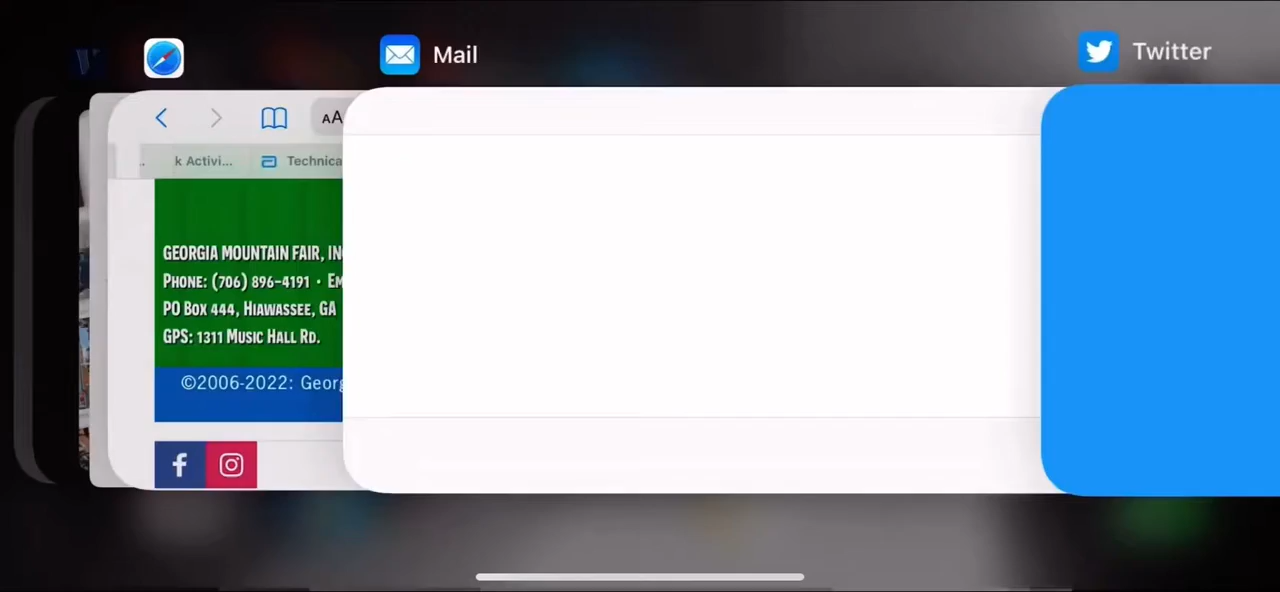 Mail
Twitter
AA
.. k Activi... Technica
GEORGIA MOUNTAIN FAIR, IN
PHONE: (706) 896-4191 • EM
PO BOX 444, HIAWASSEE, GA
GPS: 1311 MUSIC HALL RD.
©2006-2022: Georg